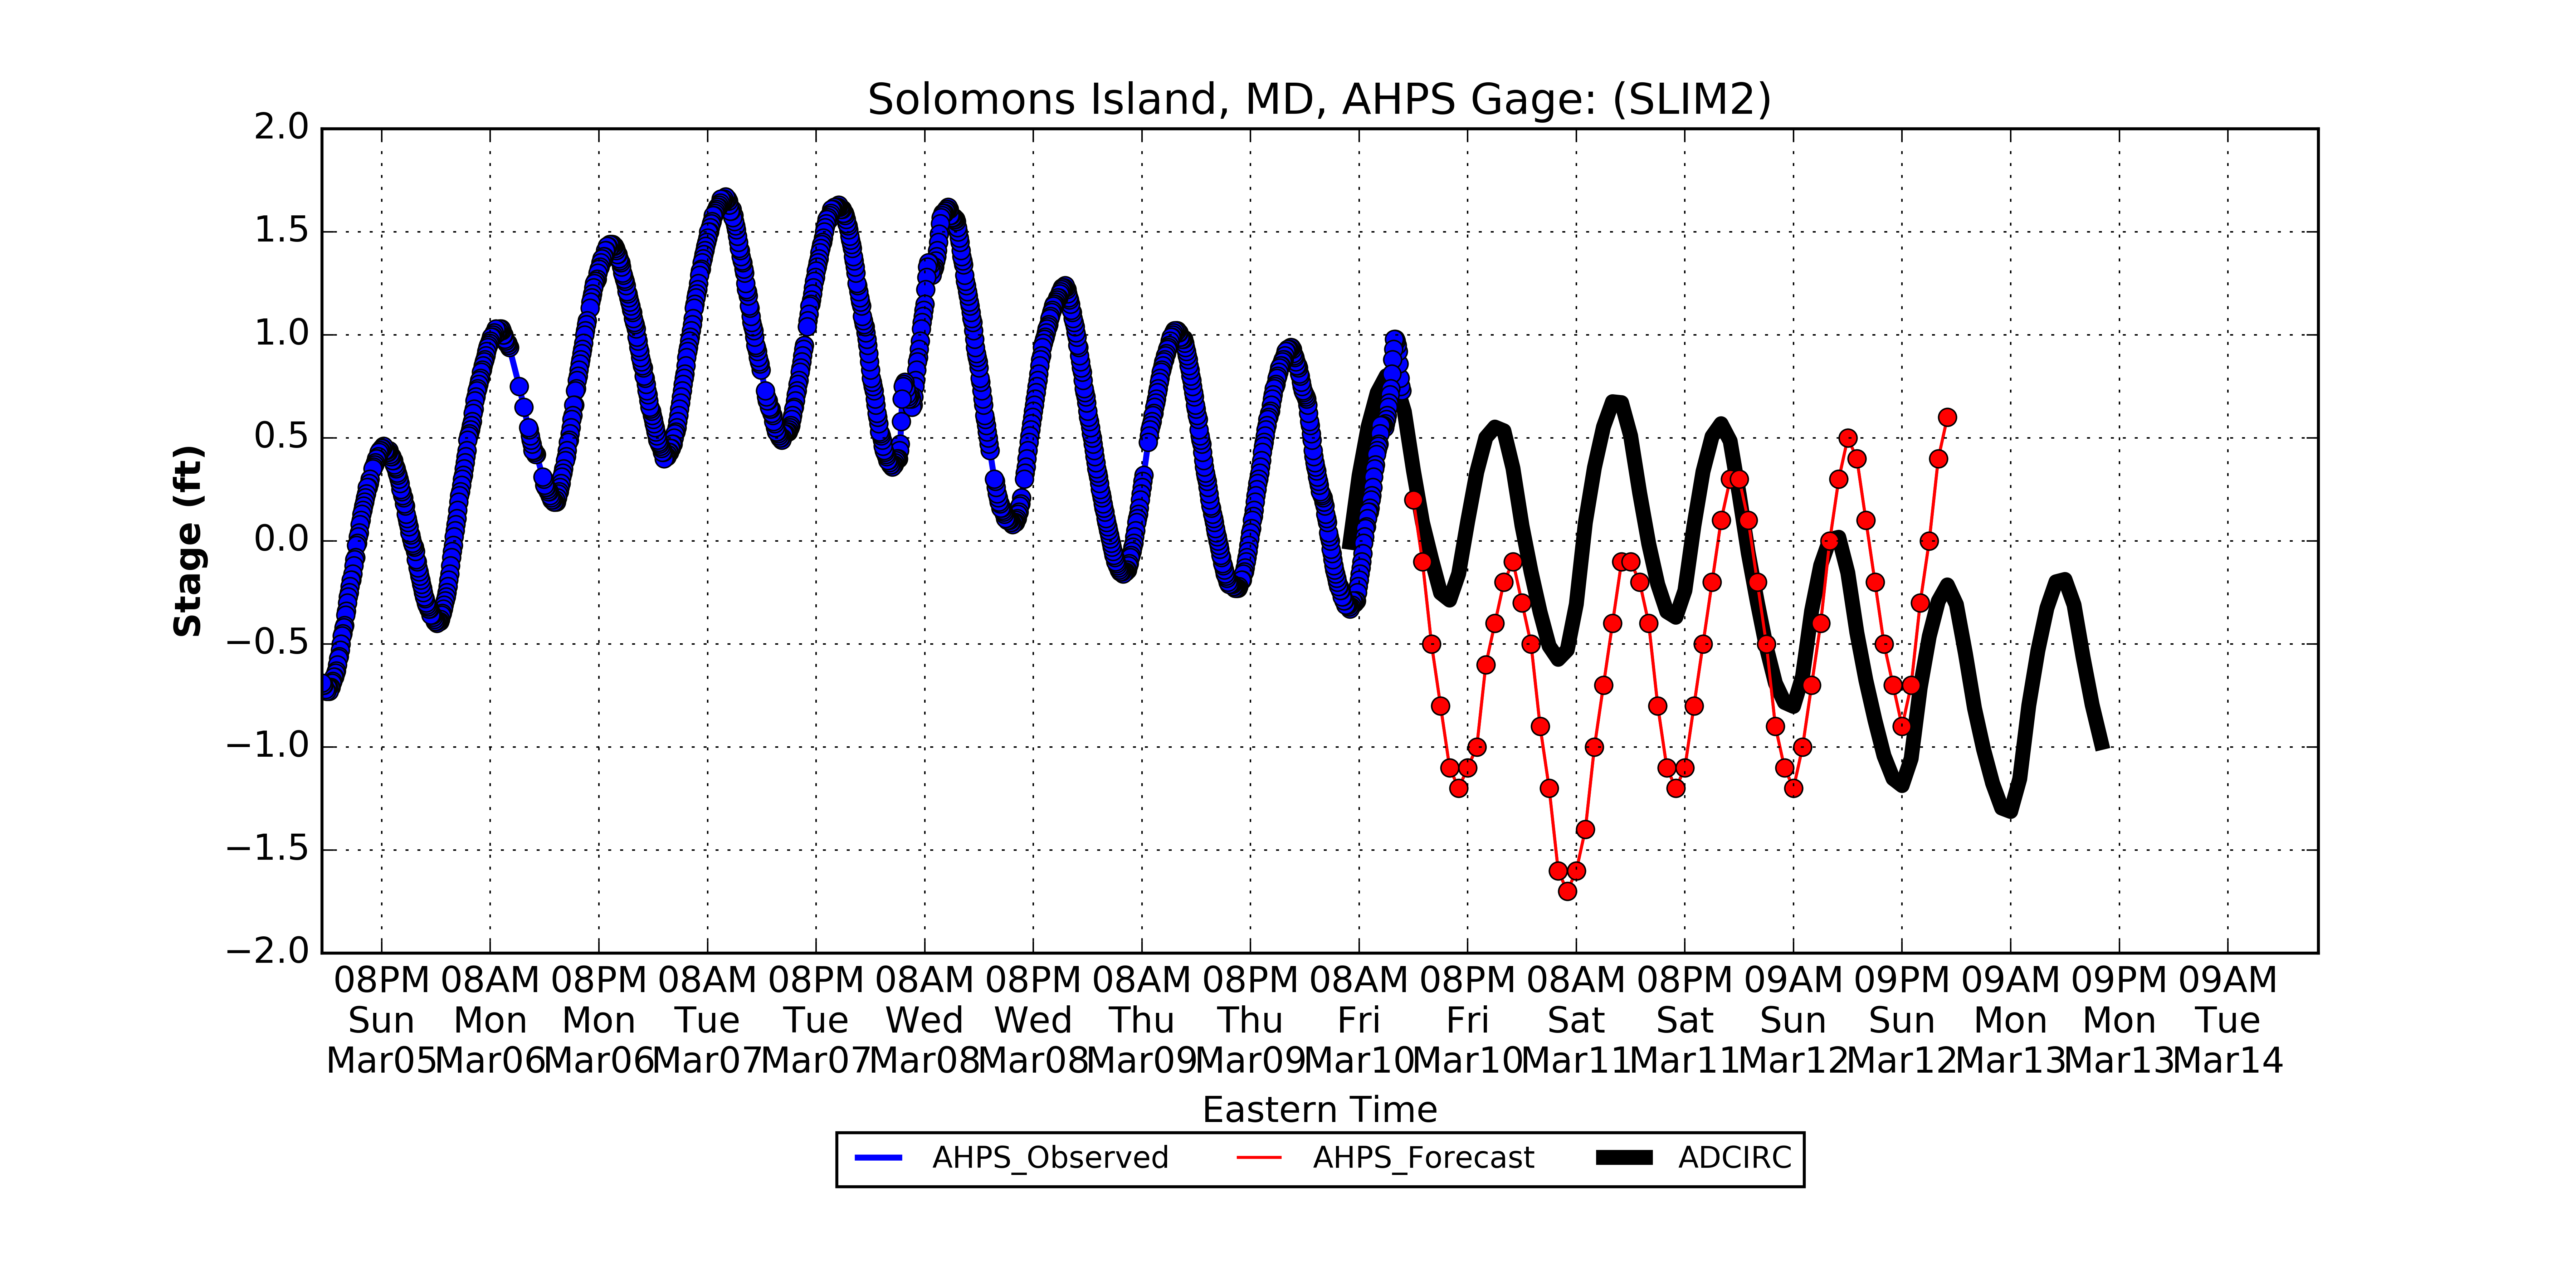 Solomons Island, MD, AHPS Gage: (SLIM2)
2.0
1.5
1.0
0.5
0.0
−0.5
−1.0
−1.5
−2.0
Stage (ft)
08PM 08AM 08PM 08AM 08PM 08AM 08PM 08AM 08PM 08AM 08PM 08AM 08PM 09AM 09PM 09AM 09PM 09AM
Sun Mon Mon Tue Tue Wed Wed Thu Thu Fri Fri Sat Sat Sun Sun Mon Mon Tue
Mar05 Mar06 Mar06 Mar07 Mar07 Mar08 Mar08 Mar09 Mar09 Mar10 Mar10 Mar11 Mar11 Mar12 Mar12 Mar13 Mar13 Mar14
Eastern Time
AHPS_Observed AHPS_Forecast ADCIRC